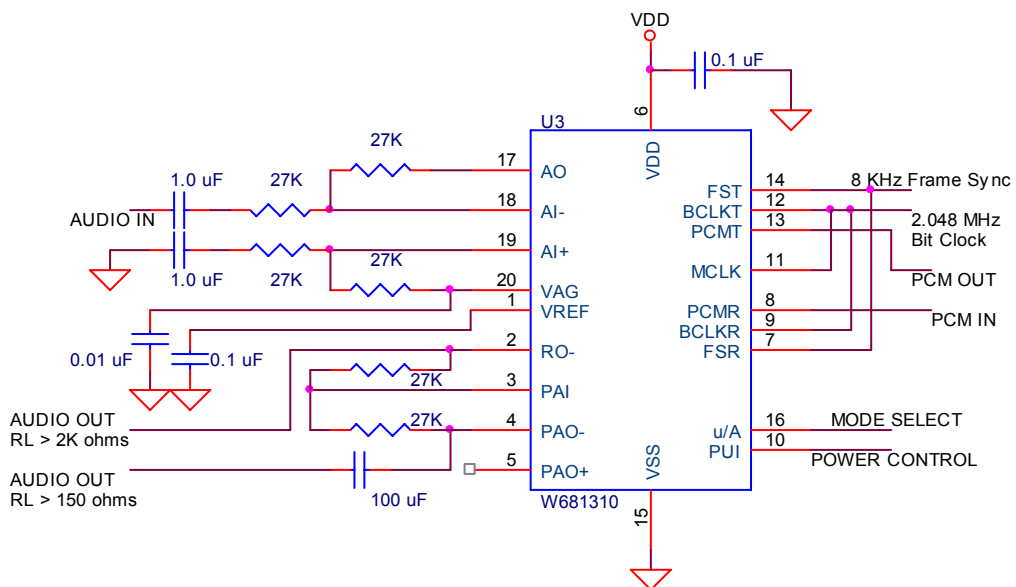 VDD
0.1 uF
6
U3
VDD
27K
17
AO
14
FST
8 KHz Frame Sync
1.0 uF
27K
18
AI-
12
BCLKT
AUDIO IN
13
PCMT
2.048 MHz
Bit Clock
19
AI+
27K
27K
1.0 uF
11
MCLK
PCM OUT
20
VAG
1
VREF
8
PCMR
PCM IN
9
BCLKR
0.01 uF
0.1 uF
2
RO-
7
FSR
27K
3
PAI
AUDIO OUT
RL > 2K ohms
27K
4
PAO-
16
u/A
MODE SELECT
10
PUI
POWER CONTROL
5
PAO+
AUDIO OUT
RL > 150 ohms
100 uF
VSS
W681310
15